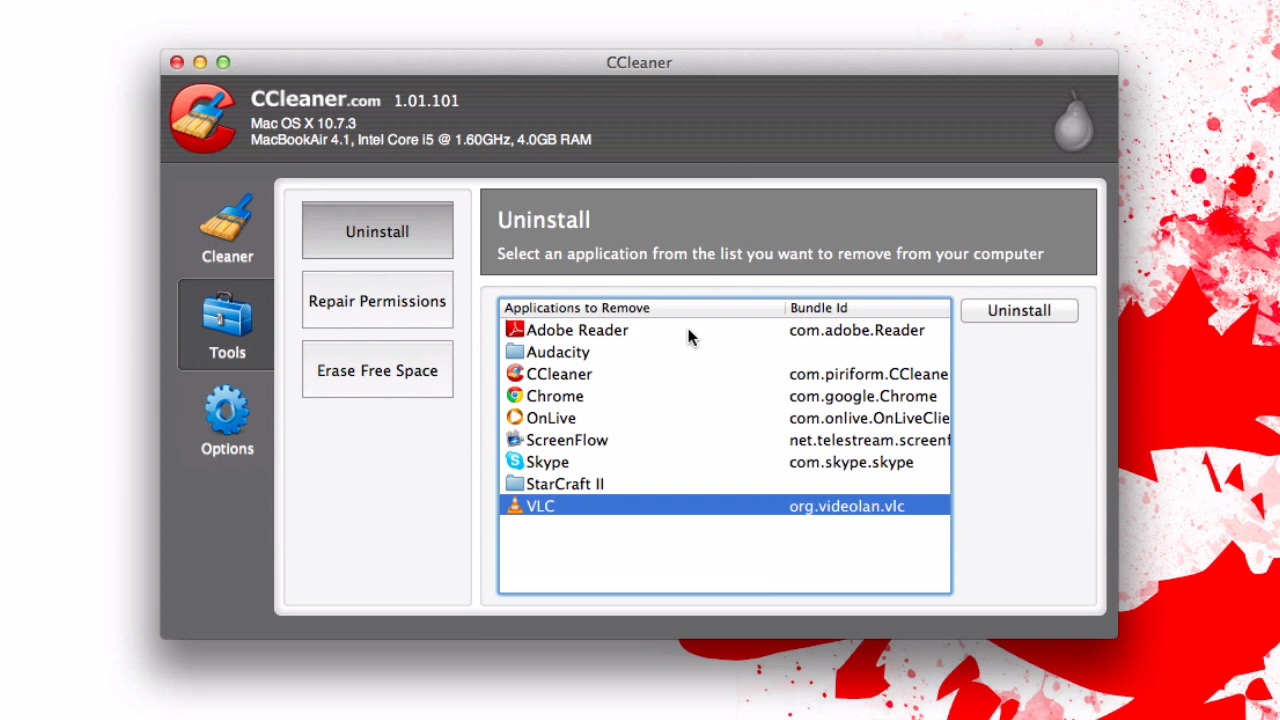 CCleaner
CCleaner.com 1.01.101
Mac OS X 10.7.3
MacBookAir 4.1, Intel Core i5 @ 1.60GHz, 4.0GB RAM
Cleaner
Tools
Options
Uninstall
Repair Permissions
Erase Free Space
Uninstall
Select an application from the list you want to remove from your computer
Applications to Remove Bundle Id
Adobe Reader com.adobe.Reader
Audacity
CCleaner com.piriform.CCleane
Chrome com.google.Chrome
OnLive com.onlive.OnLiveClie
ScreenFlow net.telestream.screenf
Skype com.skype.skype
StarCraft II
VLC org.videolan.vlc
Uninstall